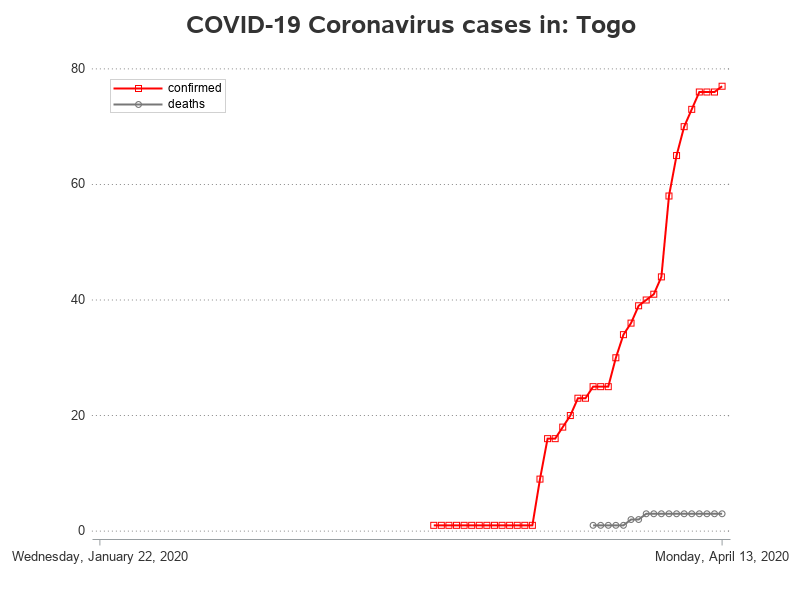 COVID-19 Coronavirus cases in: Togo
80
confirmed
deaths
60
40
20
0
Wednesday, January 22, 2020
Monday, April 13, 2020